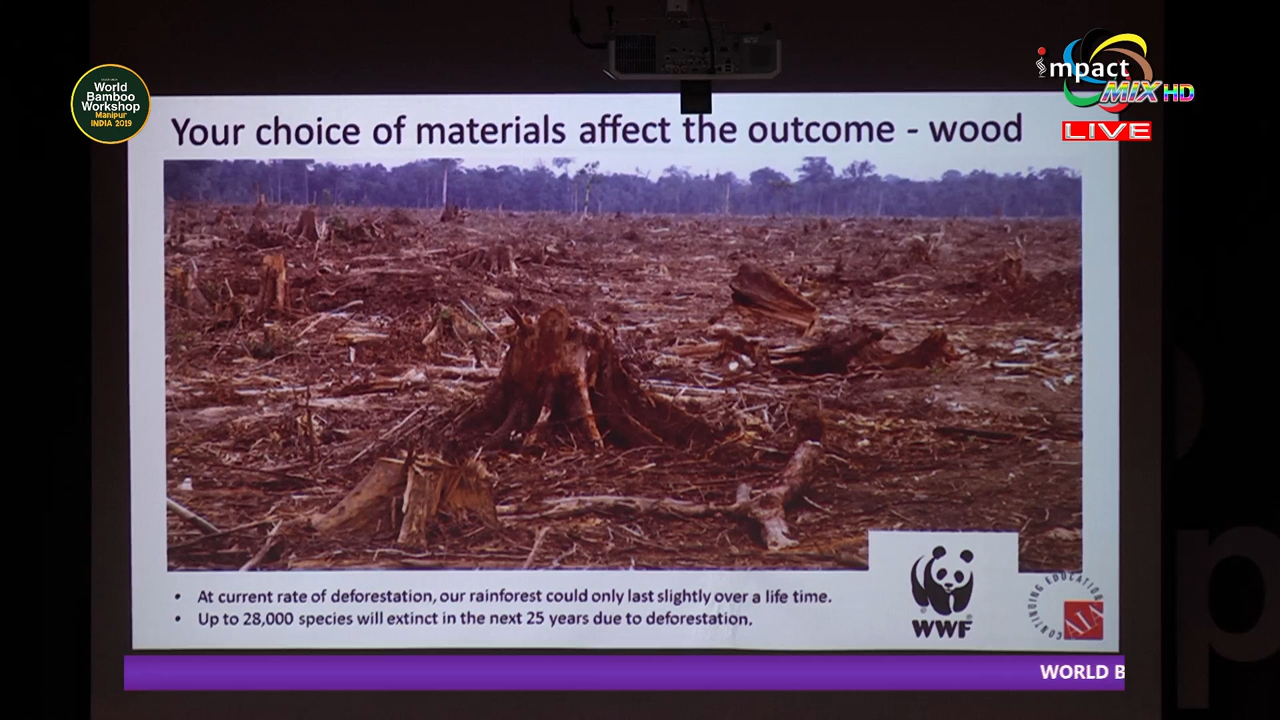 World
Bamboo
Workshop
Manipur
INDIA 2019
impact
MIX HD
LIVE
Your choice of materials affect the outcome - wood
• At current rate of deforestation, our rainforest could only last slightly over a life time.
• Up to 28,000 species will extinct in the next 25 years due to deforestation.
WWF
CONTINUING EDUCATION
AIA
WORLD B
p